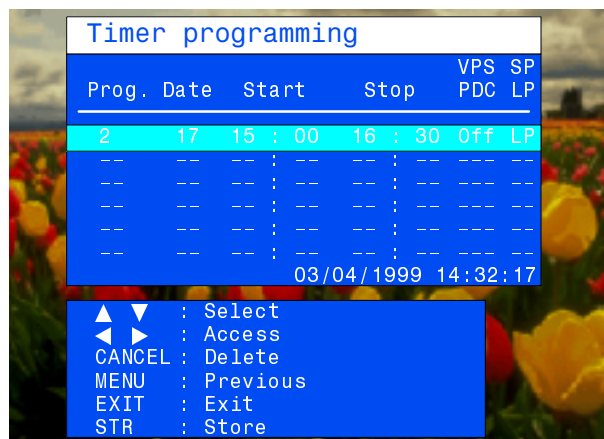 Timer programming
VPS SP
Prog. Date Start Stop PDC LP
2 17 15 : 00 16 : 30 Off LP
-- -- -- : -- -- : -- --- --
-- -- -- : -- -- : -- --- --
-- -- -- : -- -- : -- --- --
-- -- -- : -- -- : -- --- --
-- -- -- : -- -- : -- --- --
03/04/1999 14:32:17
▲ ▼ : Select
◀ ▶ : Access
CANCEL : Delete
MENU : Previous
EXIT : Exit
STR : Store